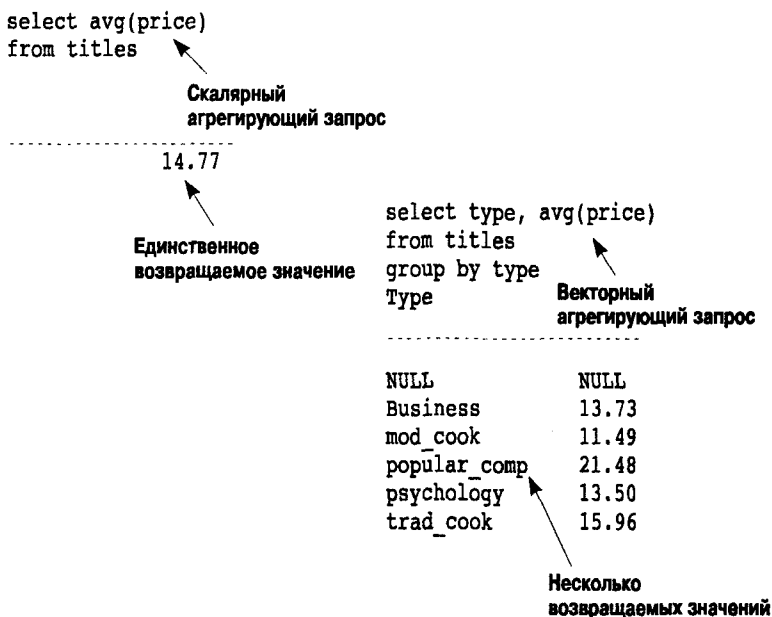 select avg(price)
from titles
Скалярный
агрегирующий запрос
14.77
Единственное
возвращаемое значение
select type, avg(price)
from titles
group by type
Type
Векторный
агрегирующий запрос
NULL NULL
Business 13.73
mod_cook 11.49
popular_comp 21.48
psychology 13.50
trad_cook 15.96
Несколько
возвращаемых значений